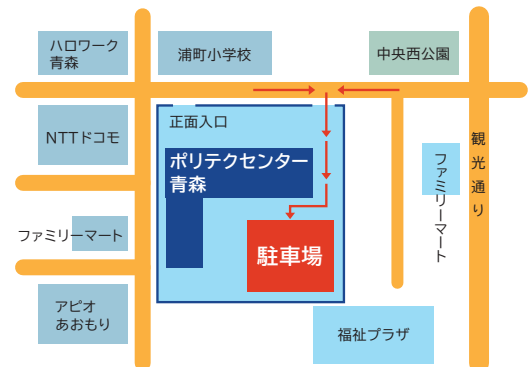 ハロワーク
青森
浦町小学校
中央西公園
NTTドコモ
正面入口
ポリテクセンター
青森
ファミリーマート
観光通り
ファミリーマート
駐車場
アピオ
あおもり
福祉プラザ